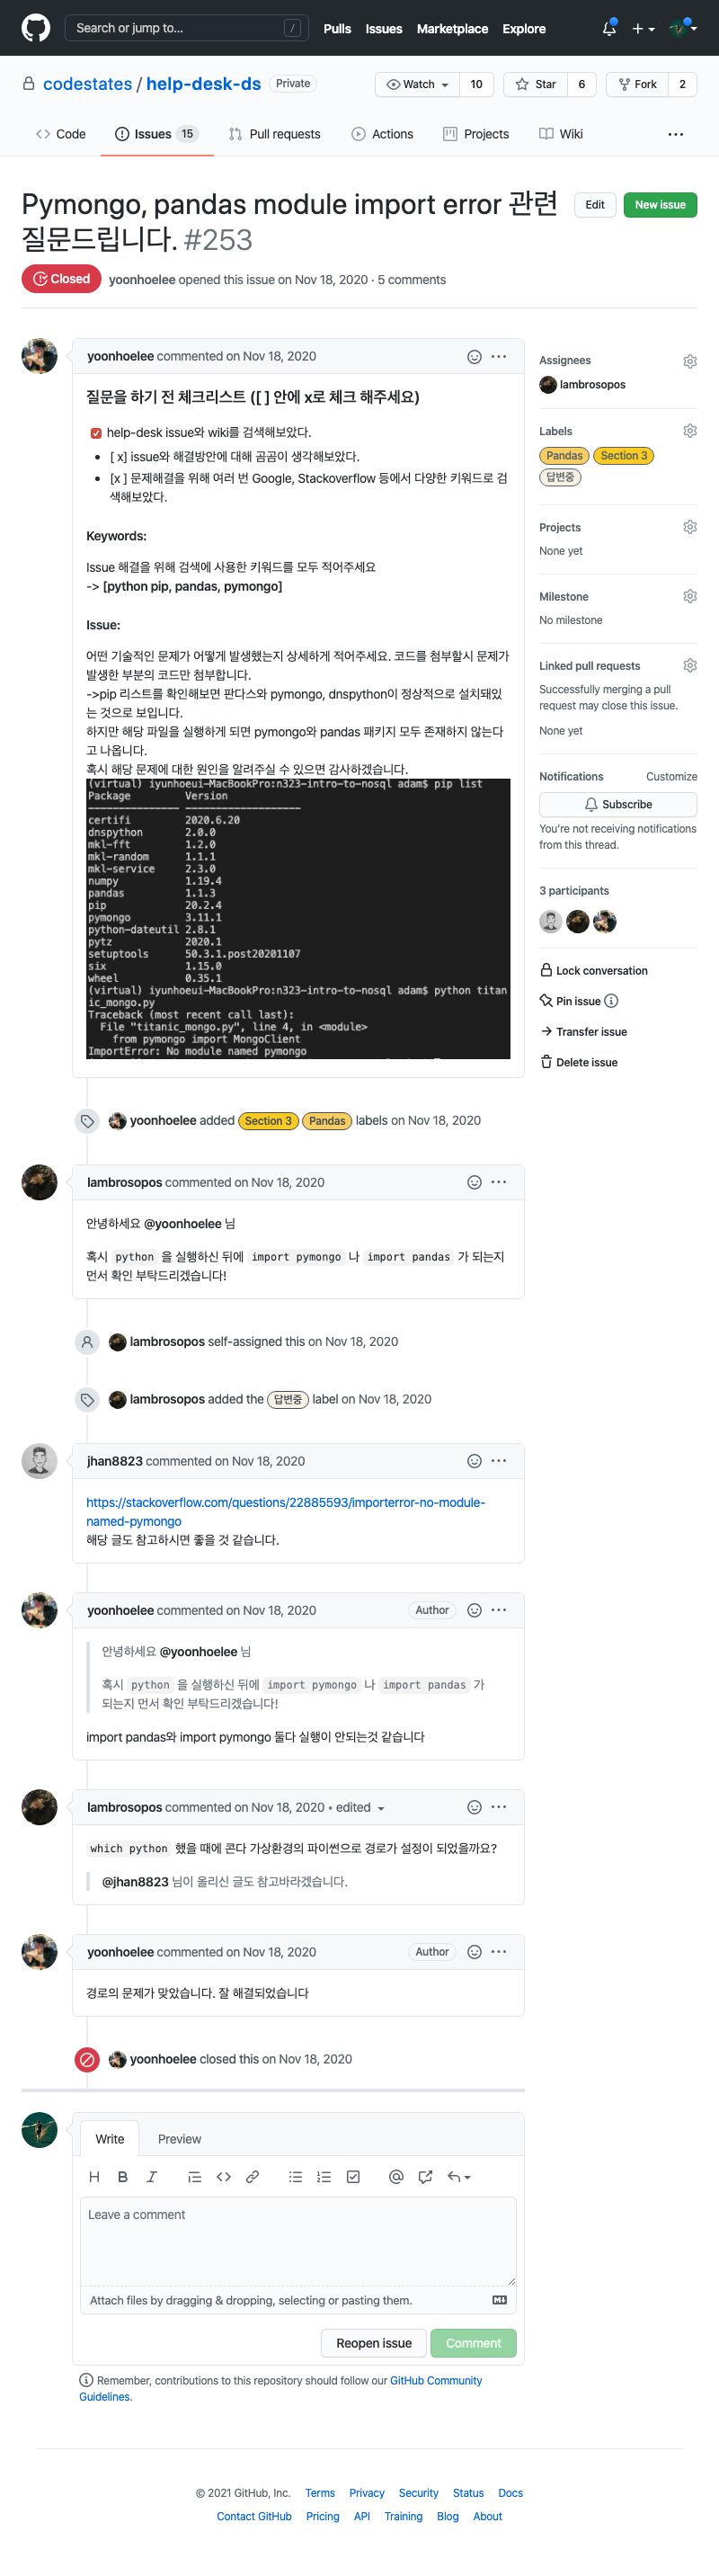 Search or jump to... /
Pulls Issues Marketplace Explore
codestates / help-desk-ds Private
Watch 10 Star 6 Fork 2
Code Issues 15 Pull requests Actions Projects Wiki
Pymongo, pandas module import error 관련
질문드립니다. #253
Edit New issue
Closed yoonhoelee opened this issue on Nov 18, 2020 · 5 comments
yoonhoelee commented on Nov 18, 2020
질문을 하기 전 체크리스트 ([ ] 안에 x로 체크 해주세요)
help-desk issue와 wiki를 검색해보았다.
[ x] issue와 해결방안에 대해 곰곰이 생각해보았다.
[x ] 문제해결을 위해 여러 번 Google, Stackoverflow 등에서 다양한 키워드로 검
색해보았다.
Keywords:
Issue 해결을 위해 검색에 사용한 키워드를 모두 적어주세요
-> [python pip, pandas, pymongo]
Issue:
어떤 기술적인 문제가 어떻게 발생했는지 상세하게 적어주세요. 코드를 첨부할시 문제가
발생한 부분의 코드만 첨부합니다.
->pip 리스트를 확인해보면 판다스와 pymongo, dnspython이 정상적으로 설치돼있
는 것으로 보입니다.
하지만 해당 파일을 실행하게 되면 pymongo와 pandas 패키지 모두 존재하지 않는다
고 나옵니다.
혹시 해당 문제에 대한 원인을 알려주실 수 있으면 감사하겠습니다.
(virtual) iyunhoeui-MacBookPro:n323-intro-to-nosql adam$ pip list
Package Version
--------------- -------------------
certifi 2020.6.20
dnspython 2.0.0
mkl-fft 1.2.0
mkl-random 1.1.1
mkl-service 2.3.0
numpy 1.19.4
pandas 1.1.3
pip 20.2.4
pymongo 3.11.1
python-dateutil 2.8.1
pytz 2020.1
setuptools 50.3.1.post20201107
six 1.15.0
wheel 0.35.1
(virtual) iyunhoeui-MacBookPro:n323-intro-to-nosql adam$ python titan
ic_mongo.py
Traceback (most recent call last):
File "titanic_mongo.py", line 4, in <module>
from pymongo import MongoClient
ImportError: No module named pymongo
Assignees
lambrosopos
Labels
Pandas Section 3
답변중
Projects
None yet
Milestone
No milestone
Linked pull requests
Successfully merging a pull
request may close this issue.
None yet
Notifications Customize
Subscribe
You're not receiving notifications
from this thread.
3 participants
Lock conversation
Pin issue
Transfer issue
Delete issue
yoonhoelee added Section 3 Pandas labels on Nov 18, 2020
lambrosopos commented on Nov 18, 2020
안녕하세요 @yoonhoelee 님
혹시 python 을 실행하신 뒤에 import pymongo 나 import pandas 가 되는지
먼서 확인 부탁드리겠습니다!
lambrosopos self-assigned this on Nov 18, 2020
lambrosopos added the 답변중 label on Nov 18, 2020
jhan8823 commented on Nov 18, 2020
https://stackoverflow.com/questions/22885593/importerror-no-module-
named-pymongo
해당 글도 참고하시면 좋을 것 같습니다.
yoonhoelee commented on Nov 18, 2020 Author
안녕하세요 @yoonhoelee 님
혹시 python 을 실행하신 뒤에 import pymongo 나 import pandas 가
되는지 먼서 확인 부탁드리겠습니다!
import pandas와 import pymongo 둘다 실행이 안되는것 같습니다
lambrosopos commented on Nov 18, 2020 • edited
which python 했을 때에 콘다 가상환경의 파이썬으로 경로가 설정이 되었을까요?
@jhan8823 님이 올리신 글도 참고바라겠습니다.
yoonhoelee commented on Nov 18, 2020 Author
경로의 문제가 맞았습니다. 잘 해결되었습니다
yoonhoelee closed this on Nov 18, 2020
Write Preview
Leave a comment
Attach files by dragging & dropping, selecting or pasting them.
Reopen issue Comment
Remember, contributions to this repository should follow our GitHub Community
Guidelines.
© 2021 GitHub, Inc. Terms Privacy Security Status Docs
Contact GitHub Pricing API Training Blog About